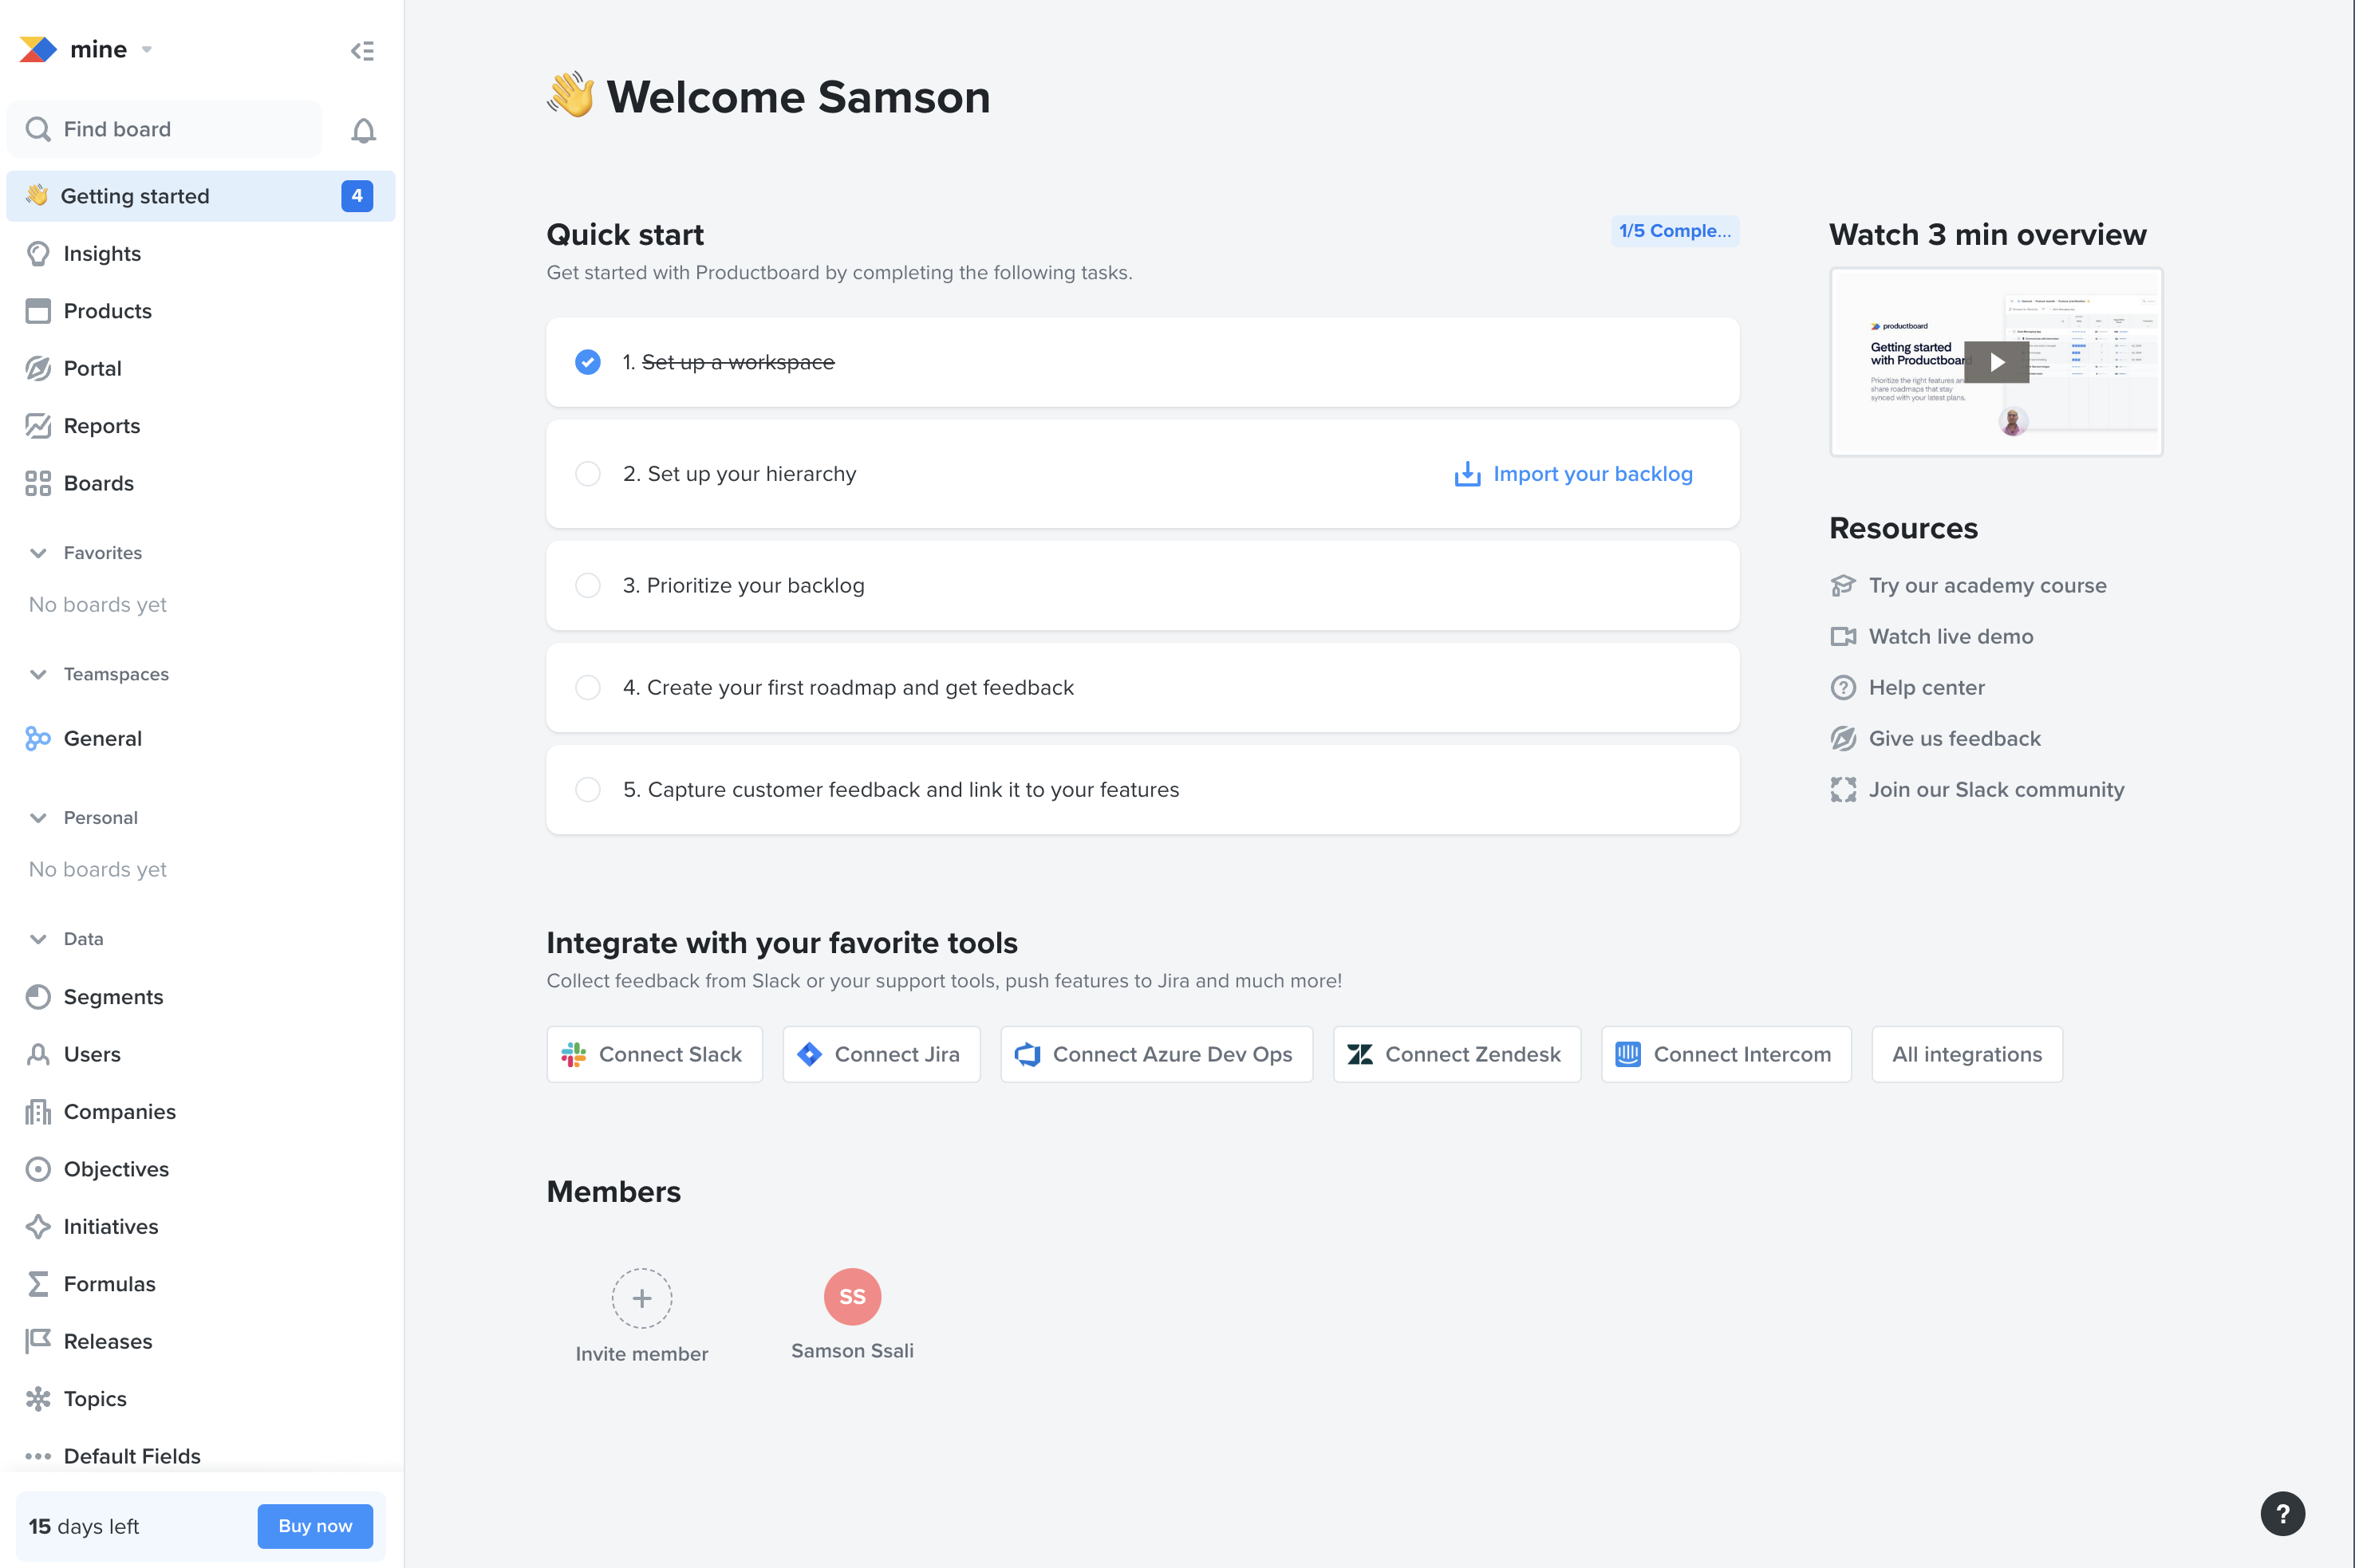 mine
Find board
Getting started
4
Insights
Products
Portal
Reports
Boards
Favorites
No boards yet
Teamspaces
General
Personal
No boards yet
Data
Segments
Users
Companies
Objectives
Initiatives
Formulas
Releases
Topics
Default Fields
15 days left
Buy now
Welcome Samson
Quick start
1/5 Comple...
Get started with Productboard by completing the following tasks.
1. Set up a workspace
2. Set up your hierarchy
Import your backlog
3. Prioritize your backlog
4. Create your first roadmap and get feedback
5. Capture customer feedback and link it to your features
Watch 3 min overview
productboard
Getting started
with Productboard
Prioritize the right features
share roadmaps that stay
synced with your latest plans.
Resources
Try our academy course
Watch live demo
Help center
Give us feedback
Join our Slack community
Integrate with your favorite tools
Collect feedback from Slack or your support tools, push features to Jira and much more!
Connect Slack
Connect Jira
Connect Azure Dev Ops
Connect Zendesk
Connect Intercom
All integrations
Members
Invite member
SS
Samson Ssali
?